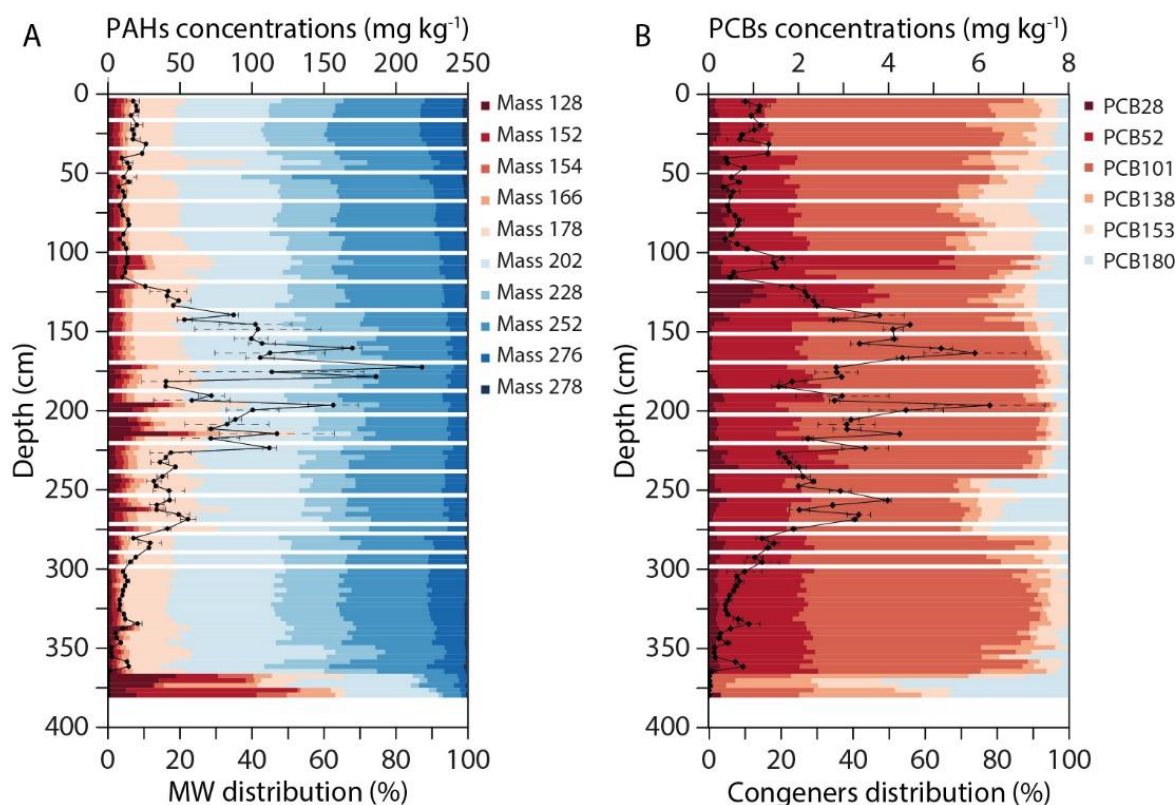 A
PAHs concentrations (mg kg⁻¹)
0 50 100 150 200 250
0
50
100
150
200
250
300
350
400
Depth (cm)
0 20 40 60 80 100
MW distribution (%)
Mass 128
Mass 152
Mass 154
Mass 166
Mass 178
Mass 202
Mass 228
Mass 252
Mass 276
Mass 278
B
PCBs concentrations (mg kg⁻¹)
0 2 4 6 8
0
50
100
150
200
250
300
350
400
Depth (cm)
0 20 40 60 80 100
Congeners distribution (%)
PCB28
PCB52
PCB101
PCB138
PCB153
PCB180